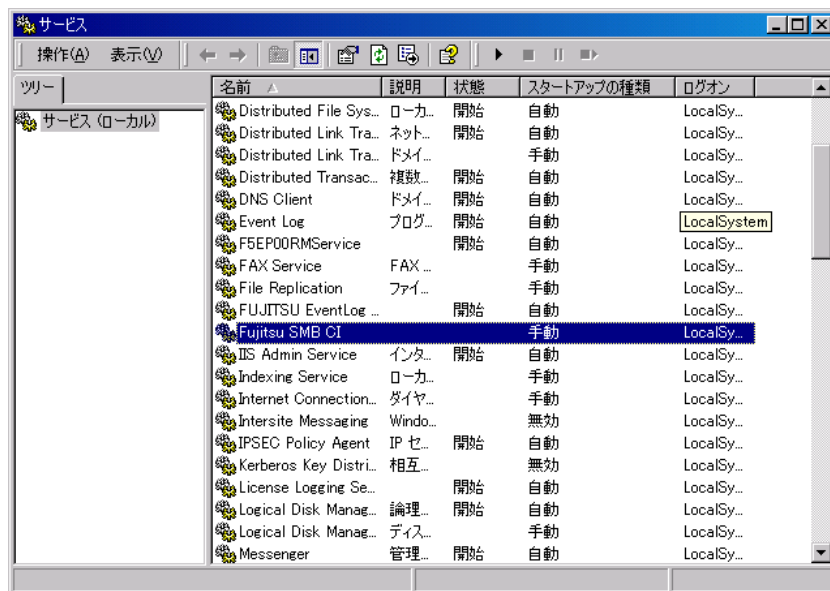 サービス
操作(A) 表示(V)
ツリー
サービス (ローカル)
名前 説明 状態 スタートアップの種類 ログオン
Distributed File Sys... ローカ... 開始 自動 LocalSy...
Distributed Link Tra... ネット... 開始 自動 LocalSy...
Distributed Link Tra... ドメイ... 手動 LocalSy...
Distributed Transac... 複数... 開始 自動 LocalSy...
DNS Client ドメイ... 開始 自動 LocalSy...
Event Log プログ... 開始 自動 LocalSystem
F5EP00RMService 開始 自動 LocalSy...
FAX Service FAX ... 手動 LocalSy...
File Replication ファイ... 手動 LocalSy...
FUJITSU EventLog ... 開始 自動 LocalSy...
Fujitsu SMB CI 手動 LocalSy...
IIS Admin Service インタ... 開始 自動 LocalSy...
Indexing Service ローカ... 手動 LocalSy...
Internet Connection... ダイヤ... 手動 LocalSy...
Intersite Messaging Windo... 無効 LocalSy...
IPSEC Policy Agent IP セ... 開始 自動 LocalSy...
Kerberos Key Distri... 相互... 無効 LocalSy...
License Logging Se... 開始 自動 LocalSy...
Logical Disk Manag... 論理... 開始 自動 LocalSy...
Logical Disk Manag... ディス... 手動 LocalSy...
Messenger 管理... 開始 自動 LocalSy...